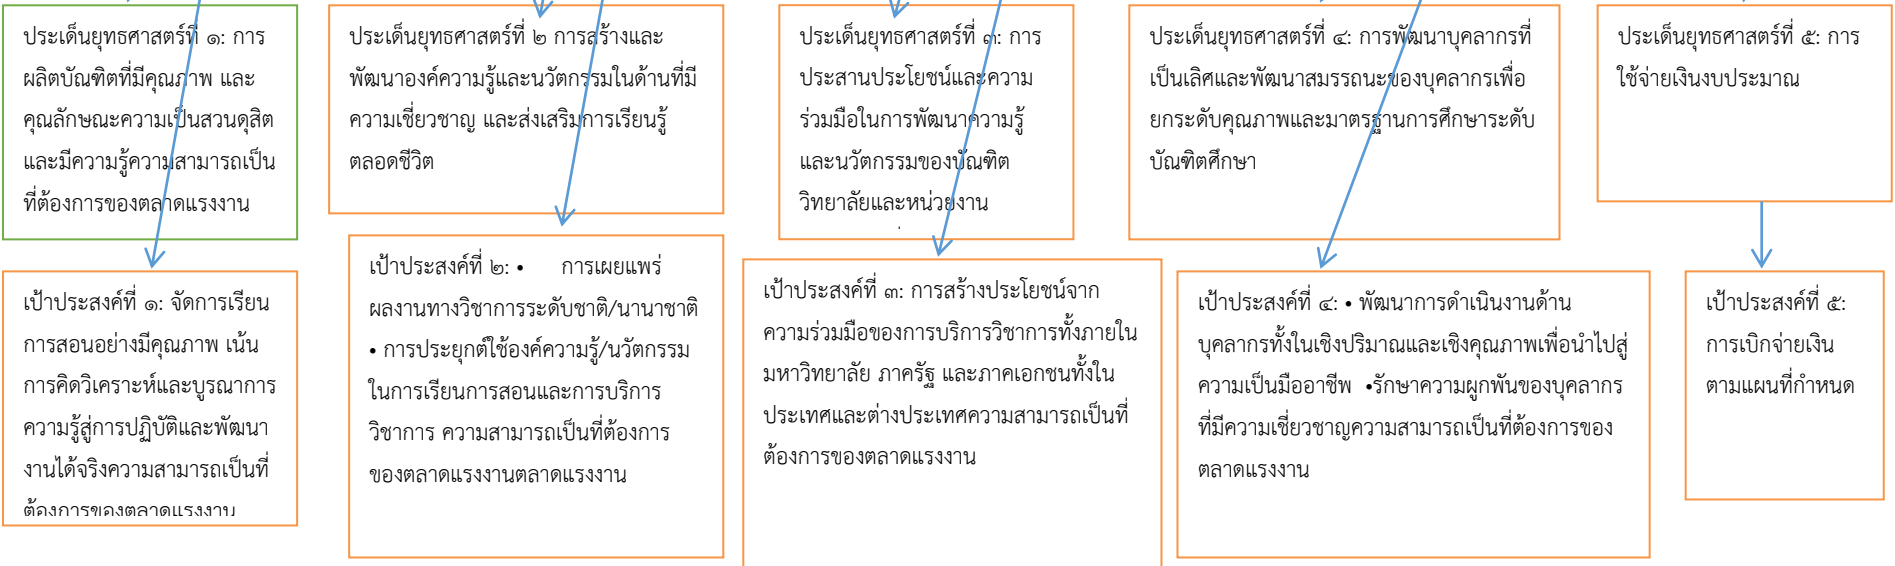 ประเด็นยุทธศาสตร์ที่ ๑: การ
ผลิตบัณฑิตที่มีคุณภาพ และ
คุณลักษณะความเป็นสวนดุสิต
และมีความรู้ความสามารถเป็น
ที่ต้องการของตลาดแรงงาน
ประเด็นยุทธศาสตร์ที่ ๒ การสร้างและ
พัฒนาองค์ความรู้และนวัตกรรมในด้านที่มี
ความเชี่ยวชาญ และส่งเสริมการเรียนรู้
ตลอดชีวิต
ประเด็นยุทธศาสตร์ที่ ๓: การ
ประสานประโยชน์และความ
ร่วมมือในการพัฒนาความรู้
และนวัตกรรมของบัณฑิต
วิทยาลัยและหน่วยงาน
ประเด็นยุทธศาสตร์ที่ ๔: การพัฒนาบุคลากรที่
เป็นเลิศและพัฒนาสมรรถนะของบุคลากรเพื่อ
ยกระดับคุณภาพและมาตรฐานการศึกษาระดับ
บัณฑิตศึกษา
ประเด็นยุทธศาสตร์ที่ ๕: การ
ใช้จ่ายเงินงบประมาณ
เป้าประสงค์ที่ ๑: จัดการเรียน
การสอนอย่างมีคุณภาพ เน้น
การคิดวิเคราะห์และบูรณาการ
ความรู้สู่การปฏิบัติและพัฒนา
งานได้จริงความสามารถเป็นที่
ต้องการของตลาดแรงงาน
เป้าประสงค์ที่ ๒: • การเผยแพร่
ผลงานทางวิชาการระดับชาติ/นานาชาติ
• การประยุกต์ใช้องค์ความรู้/นวัตกรรม
ในการเรียนการสอนและการบริการ
วิชาการ ความสามารถเป็นที่ต้องการ
ของตลาดแรงงานตลาดแรงงาน
เป้าประสงค์ที่ ๓: การสร้างประโยชน์จาก
ความร่วมมือของการบริการวิชาการทั้งภายใน
มหาวิทยาลัย ภาครัฐ และภาคเอกชนทั้งใน
ประเทศและต่างประเทศความสามารถเป็นที่
ต้องการของตลาดแรงงาน
เป้าประสงค์ที่ ๔: • พัฒนาการดำเนินงานด้าน
บุคลากรทั้งในเชิงปริมาณและเชิงคุณภาพเพื่อนำไปสู่
ความเป็นมืออาชีพ •รักษาความผูกพันของบุคลากร
ที่มีความเชี่ยวชาญความสามารถเป็นที่ต้องการของ
ตลาดแรงงาน
เป้าประสงค์ที่ ๕:
การเบิกจ่ายเงิน
ตามแผนที่กำหนด